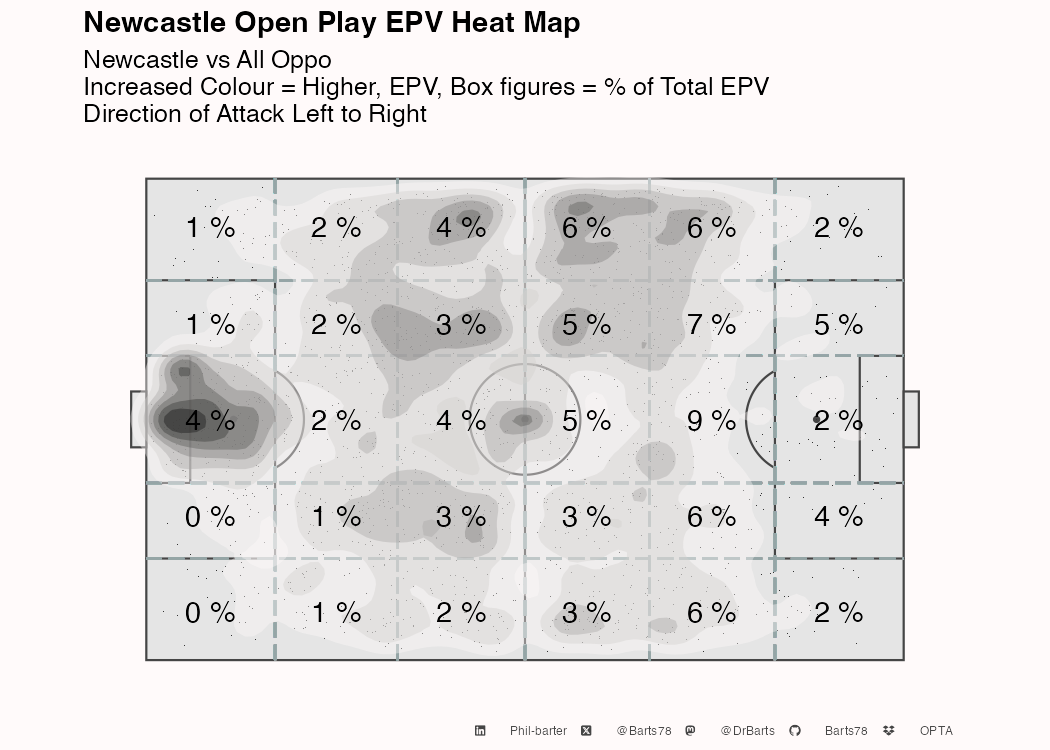 Newcastle Open Play EPV Heat Map
Newcastle vs All Oppo
Increased Colour = Higher, EPV, Box figures = % of Total EPV
Direction of Attack Left to Right
1 % 2 % 4 % 6 % 6 % 2 %
1 % 2 % 3 % 5 % 7 % 5 %
4 % 2 % 4 % 5 % 9 % 2 %
0 % 1 % 3 % 3 % 6 % 4 %
0 % 1 % 2 % 3 % 6 % 2 %
Phil-barter @Barts78 @DrBarts Barts78 OPTA